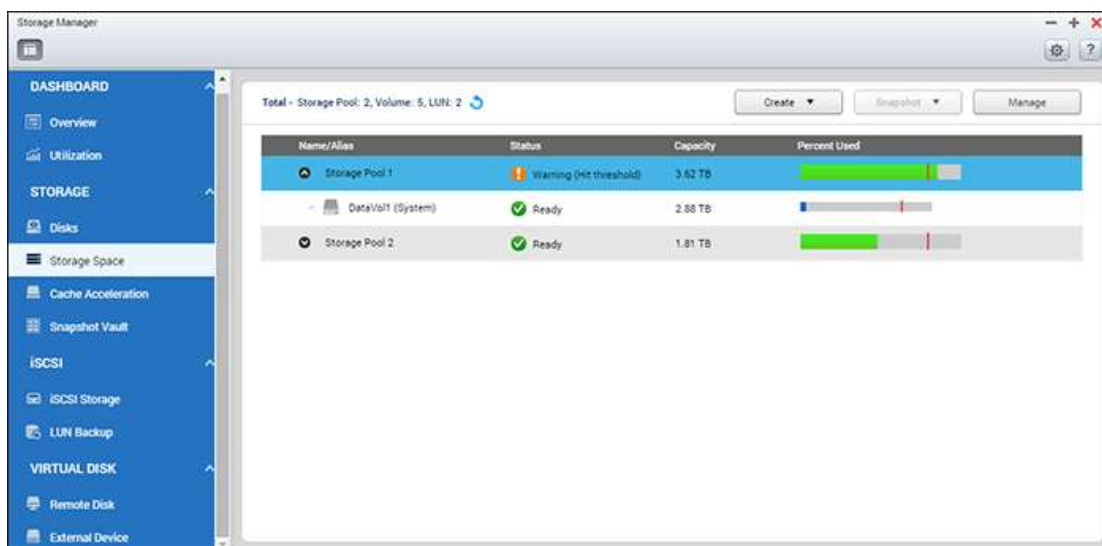 Storage Manager
DASHBOARD
Overview
Utilization
STORAGE
Disks
Storage Space
Cache Acceleration
Snapshot Vault
iSCSI
iSCSI Storage
LUN Backup
VIRTUAL DISK
Remote Disk
External Device
Total - Storage Pool: 2, Volume: 5, LUN: 2
Create Snapshot Manage
Name/Alias Status Capacity Percent Used
Storage Pool 1 Warning (Hit threshold) 3.62 TB
DataVol1 (System) Ready 2.88 TB
Storage Pool 2 Ready 1.81 TB